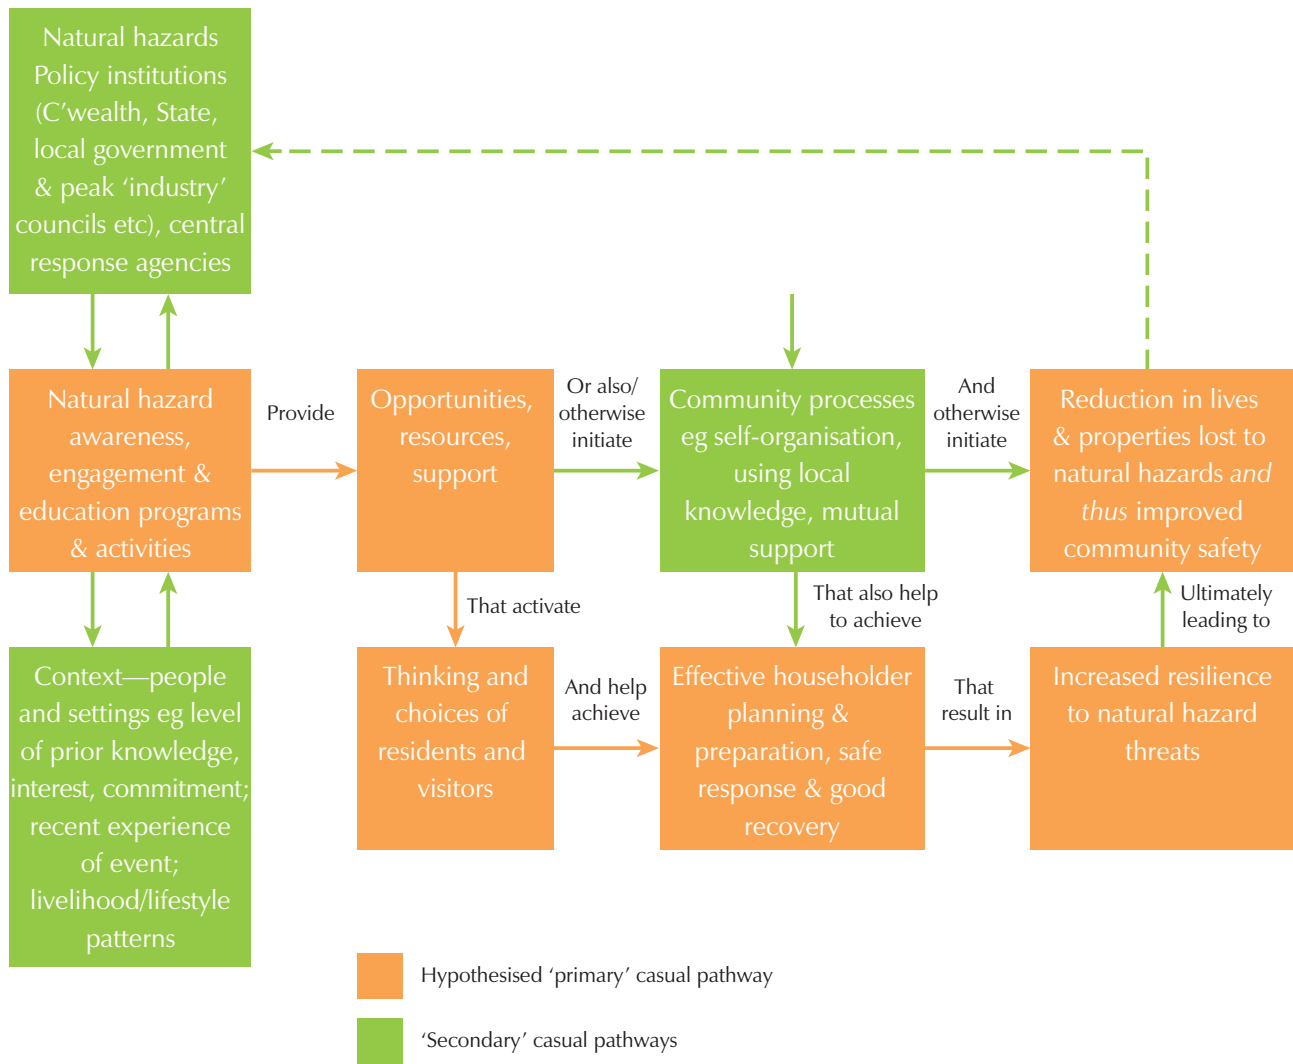 Natural hazards
Policy institutions
(C’wealth, State,
local government
& peak ‘industry’
councils etc), central
response agencies
Natural hazard
awareness,
engagement &
education programs
& activities
Provide
Opportunities,
resources,
support
Or also/
otherwise
initiate
Community processes
eg self-organisation,
using local
knowledge, mutual
support
And
otherwise
initiate
Reduction in lives
& properties lost to
natural hazards and
thus improved
community safety
That activate
That also help
to achieve
Ultimately
leading to
Context—people
and settings eg level
of prior knowledge,
interest, commitment;
recent experience
of event;
livelihood/lifestyle
patterns
Thinking and
choices of
residents and
visitors
And help
achieve
Effective householder
planning &
preparation, safe
response & good
recovery
That
result in
Increased resilience
to natural hazard
threats
Hypothesised ‘primary’ casual pathway
‘Secondary’ casual pathways